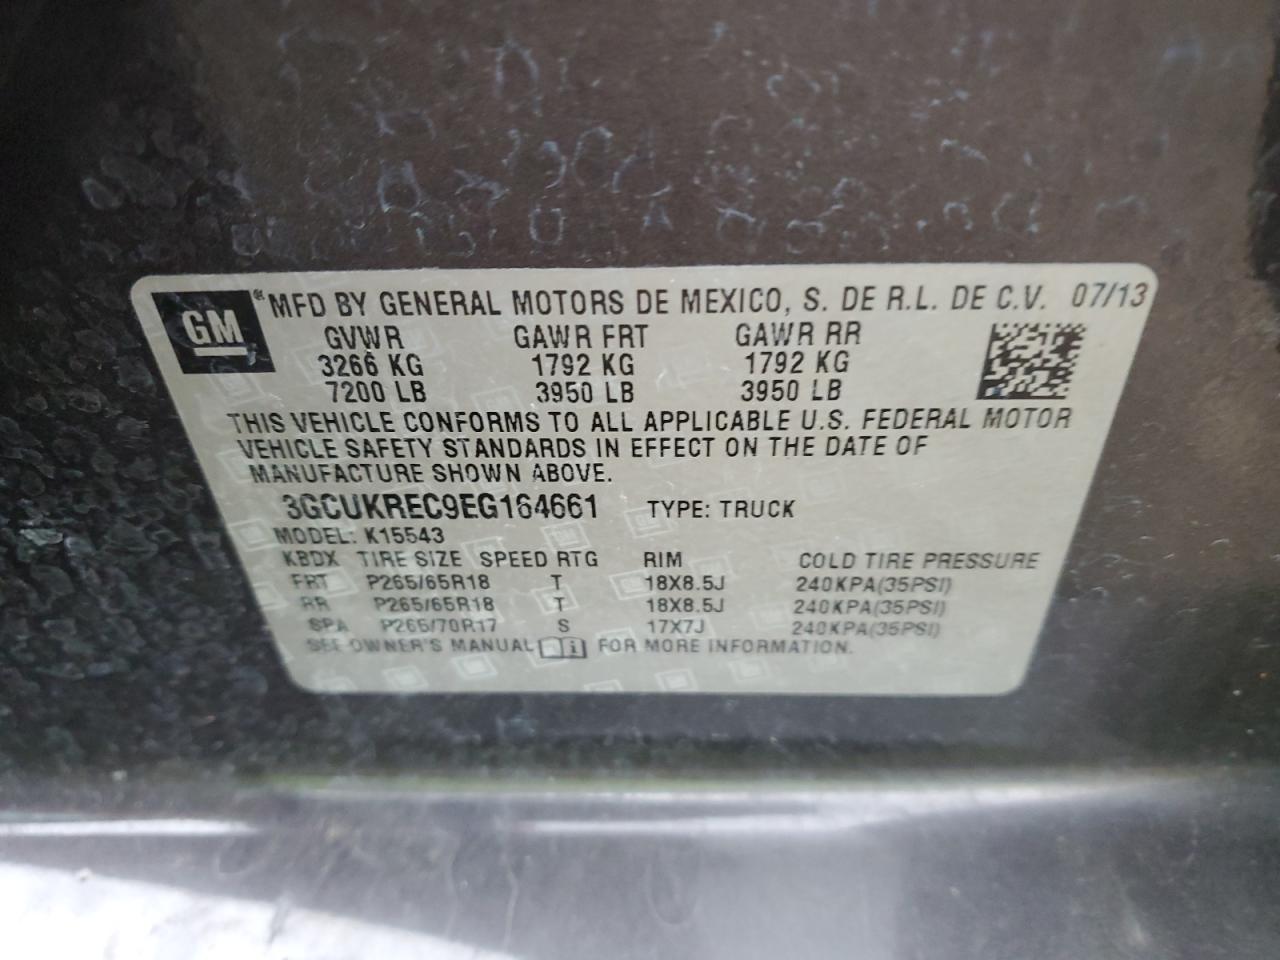 GM ® MFD BY GENERAL MOTORS DE MEXICO, S. DE R.L. DE C.V. 07/13
GVWR GAWR FRT GAWR RR
3266 KG 1792 KG 1792 KG
7200 LB 3950 LB 3950 LB
THIS VEHICLE CONFORMS TO ALL APPLICABLE U.S. FEDERAL MOTOR
VEHICLE SAFETY STANDARDS IN EFFECT ON THE DATE OF
MANUFACTURE SHOWN ABOVE.
3GCUKREC9EG164661 TYPE: TRUCK
MODEL: K15543
KBDX TIRE SIZE SPEED RTG RIM COLD TIRE PRESSURE
FRT P265/65R18 T 18X8.5J 240KPA(35PSI)
RR P265/65R18 T 18X8.5J 240KPA(35PSI)
SPA P265/70R17 S 17X7J 240KPA(35PSI)
SEE OWNER'S MANUAL i FOR MORE INFORMATION.